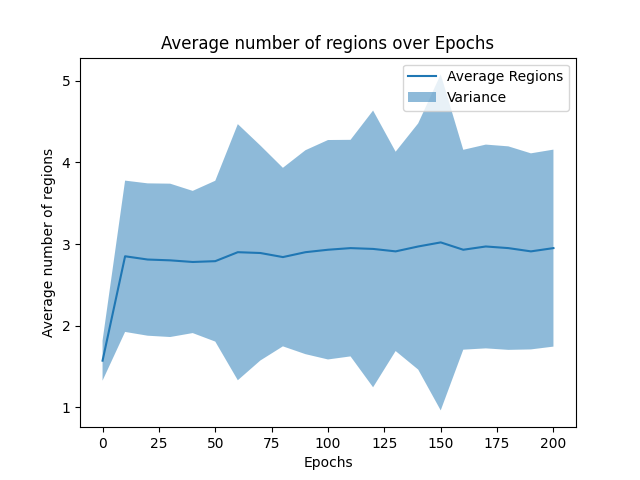 Average number of regions over Epochs
Average Regions
Variance
Average number of regions
5
4
3
2
1
0 25 50 75 100 125 150 175 200
Epochs